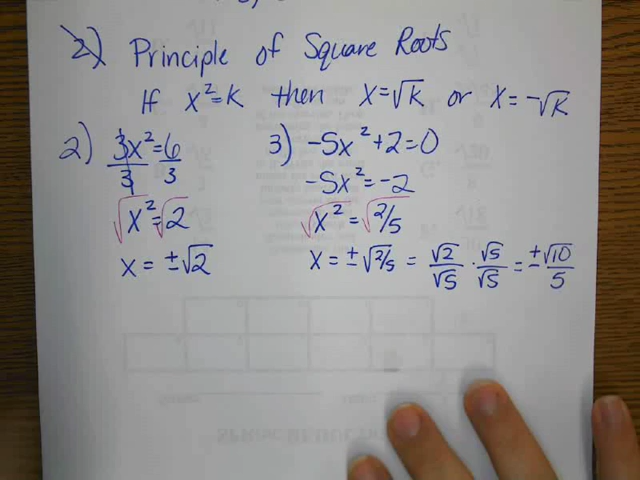 2) Principle of Square Roots
If x²=k then x=√k or x=-√k
2) 3x²=6
3 3
√x²=√2
x=±√2
3) -5x²+2=0
-5x²=-2
√x²=√2/5
x=±√2/5 = √2/√5 · √5/√5 = ±√10/5